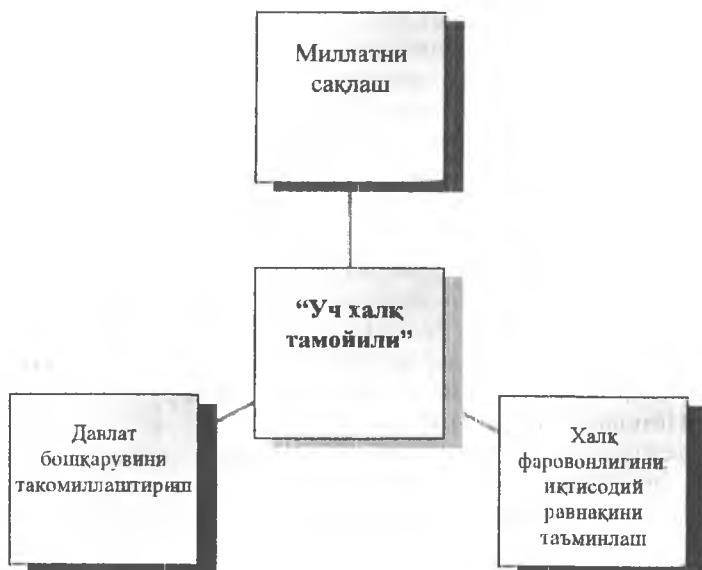 Миллатни
сақлаш
“Уч халқ
тамойили”
Давлат
бошқарувини
такомиллаштириш
Халқ
фаровонлигини
иқтисодий
равнақини
таъминлаш